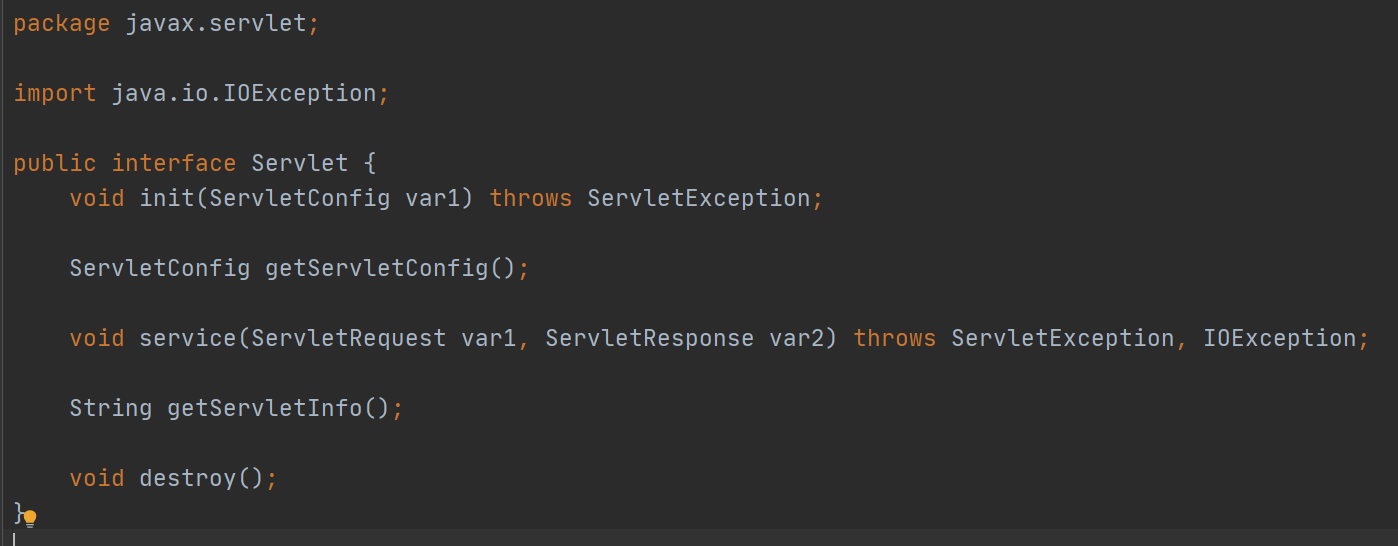 package javax.servlet;
import java.io.IOException;
public interface Servlet {
    void init(ServletConfig var1) throws ServletException;
    ServletConfig getServletConfig();
    void service(ServletRequest var1, ServletResponse var2) throws ServletException, IOException;
    String getServletInfo();
    void destroy();
}